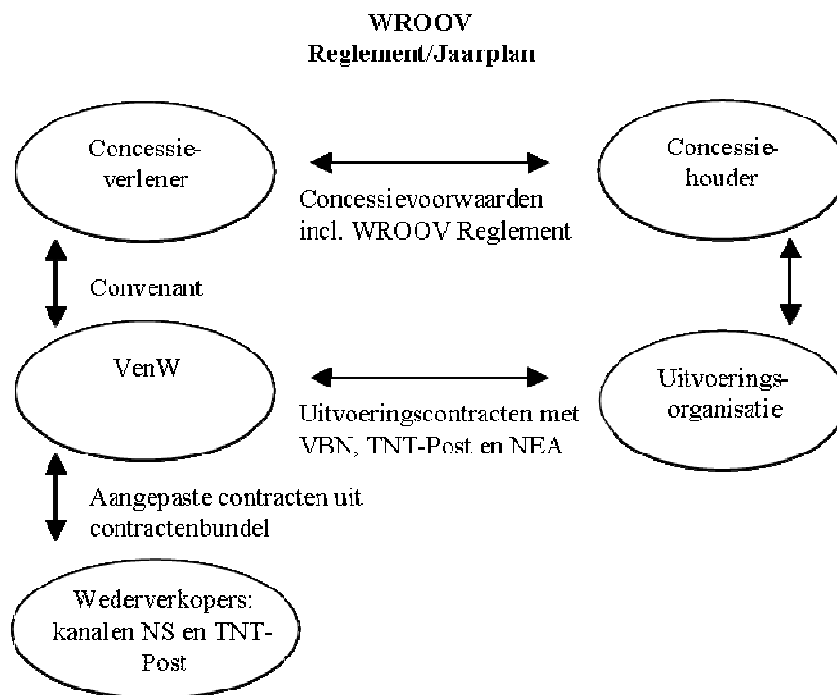 WROOV
Reglement/Jaarplan
Concessie-
verlener
Concessie-
houder
Concessievoorwaarden
incl. WROOV Reglement
Convenant
VenW
Uitvoerings-
organisatie
Uitvoeringscontracten met
VBN, TNT-Post en NEA
Aangepaste contracten uit
contractenbundel
Wederverkopers:
kanalen NS en TNT-
Post